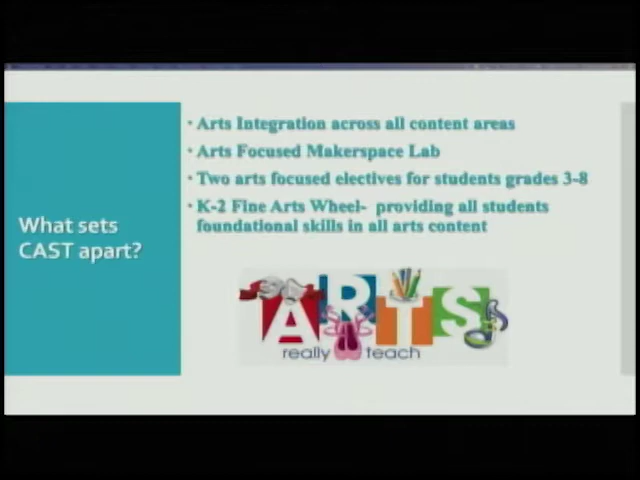 What sets
CAST apart?
• Arts Integration across all content areas
• Arts Focused Makerspace Lab
• Two arts focused electives for students grades 3-8
• K-2 Fine Arts Wheel- providing all students
foundational skills in all arts content
ARTS
really teach